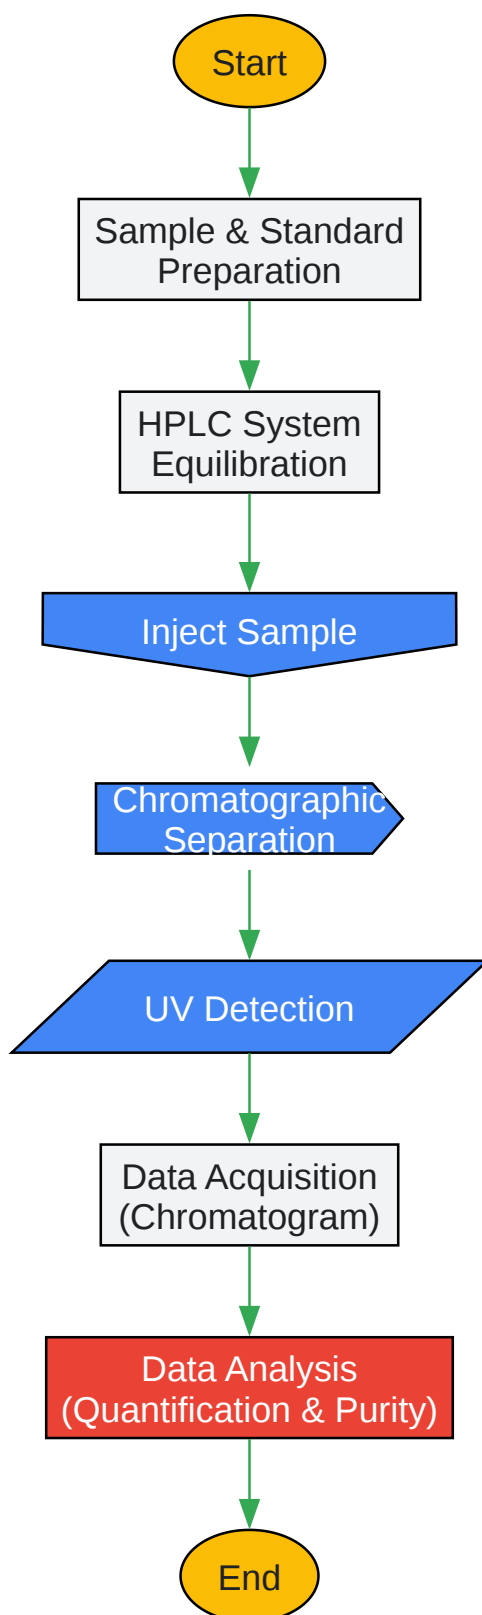 Start
Sample & Standard
Preparation
HPLC System
Equilibration
Inject Sample
Chromatographic
Separation
UV Detection
Data Acquisition
(Chromatogram)
Data Analysis
(Quantification & Purity)
End